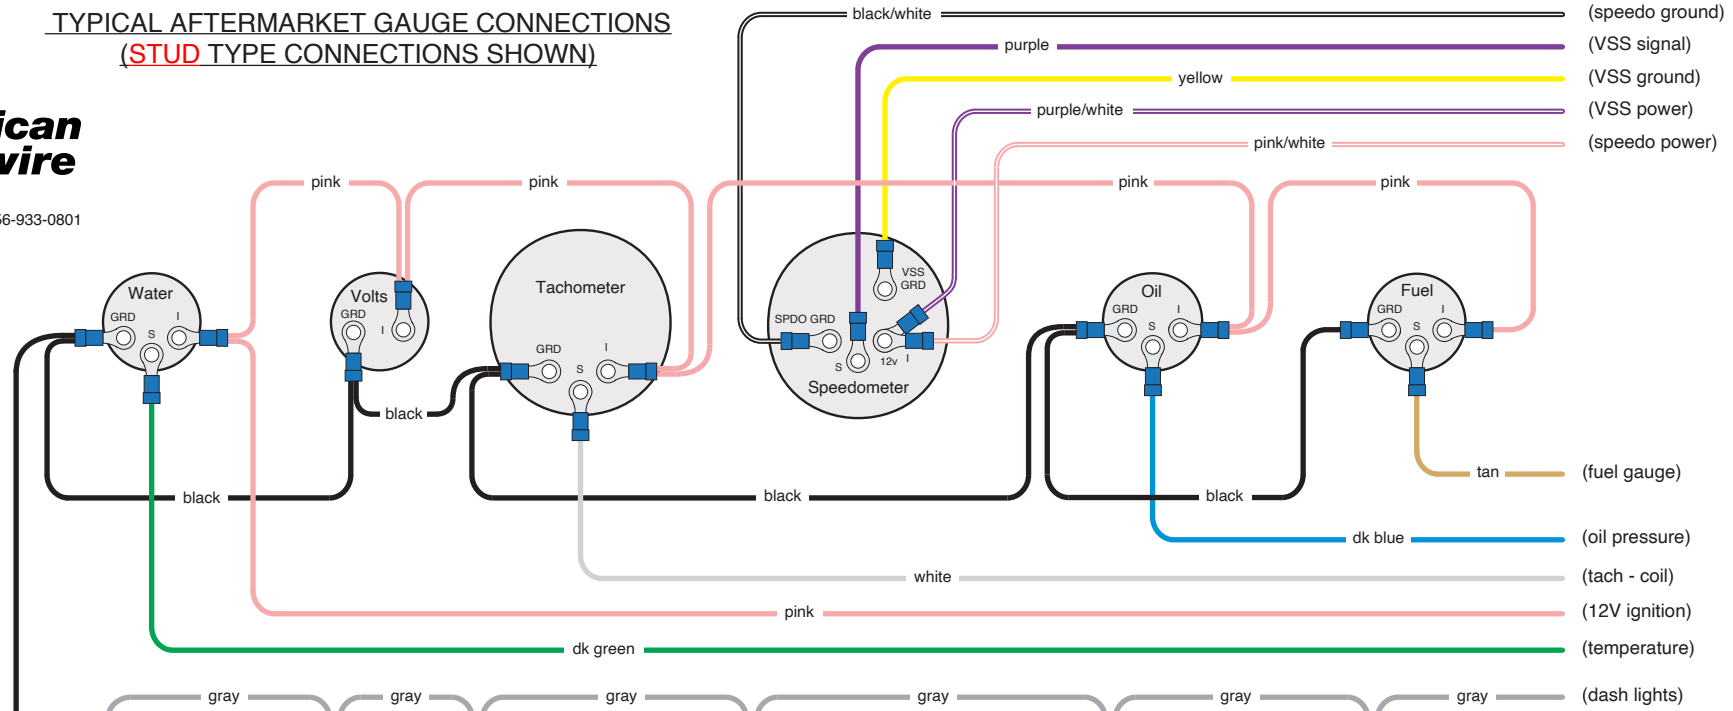 TYPICAL AFTERMARKET GAUGE CONNECTIONS
(STUD TYPE CONNECTIONS SHOWN)
ican
wire
56-933-0801
black/white
(speedo ground)
purple
(VSS signal)
yellow
(VSS ground)
purple/white
(VSS power)
pink/white
(speedo power)
pink
pink
pink
pink
Water
GRD
S
I
Volts
GRD
I
Tachometer
GRD
S
I
VSS
GRD
SPDO GRD
S
12v
I
Speedometer
Oil
GRD
S
I
Fuel
GRD
S
I
black
black
black
black
tan
(fuel gauge)
dk blue
(oil pressure)
white
(tach - coil)
pink
(12V ignition)
dk green
(temperature)
gray
gray
gray
gray
gray
gray
(dash lights)